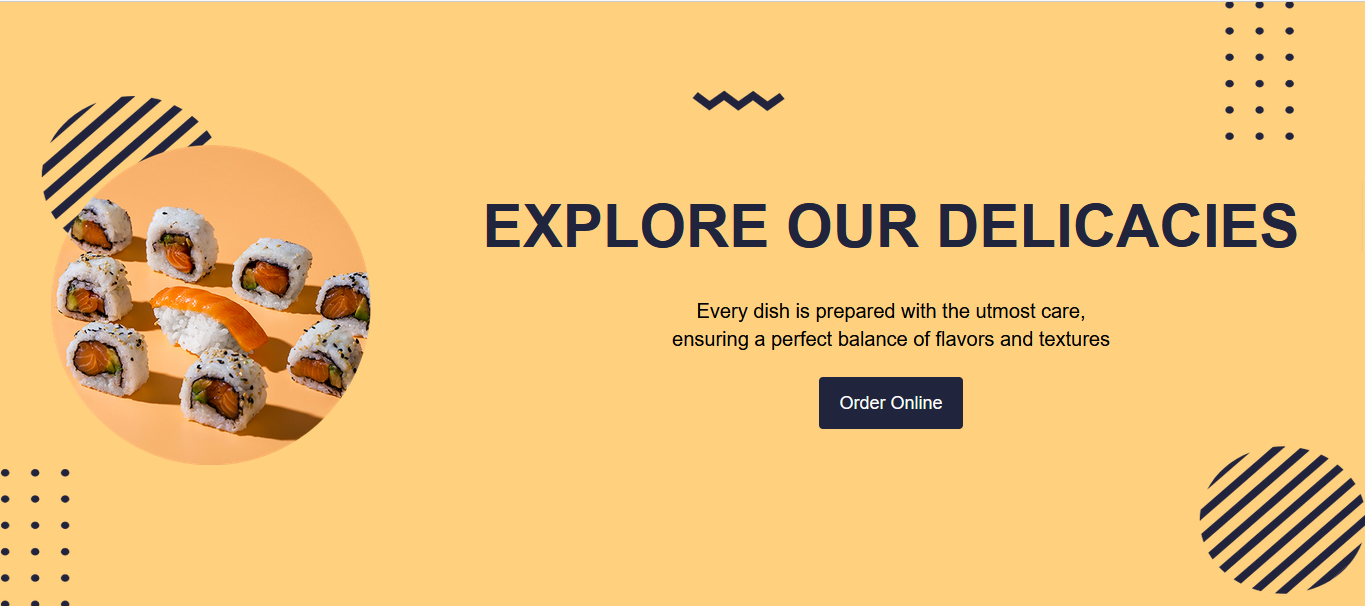 EXPLORE OUR DELICACIES
Every dish is prepared with the utmost care,
ensuring a perfect balance of flavors and textures
Order Online